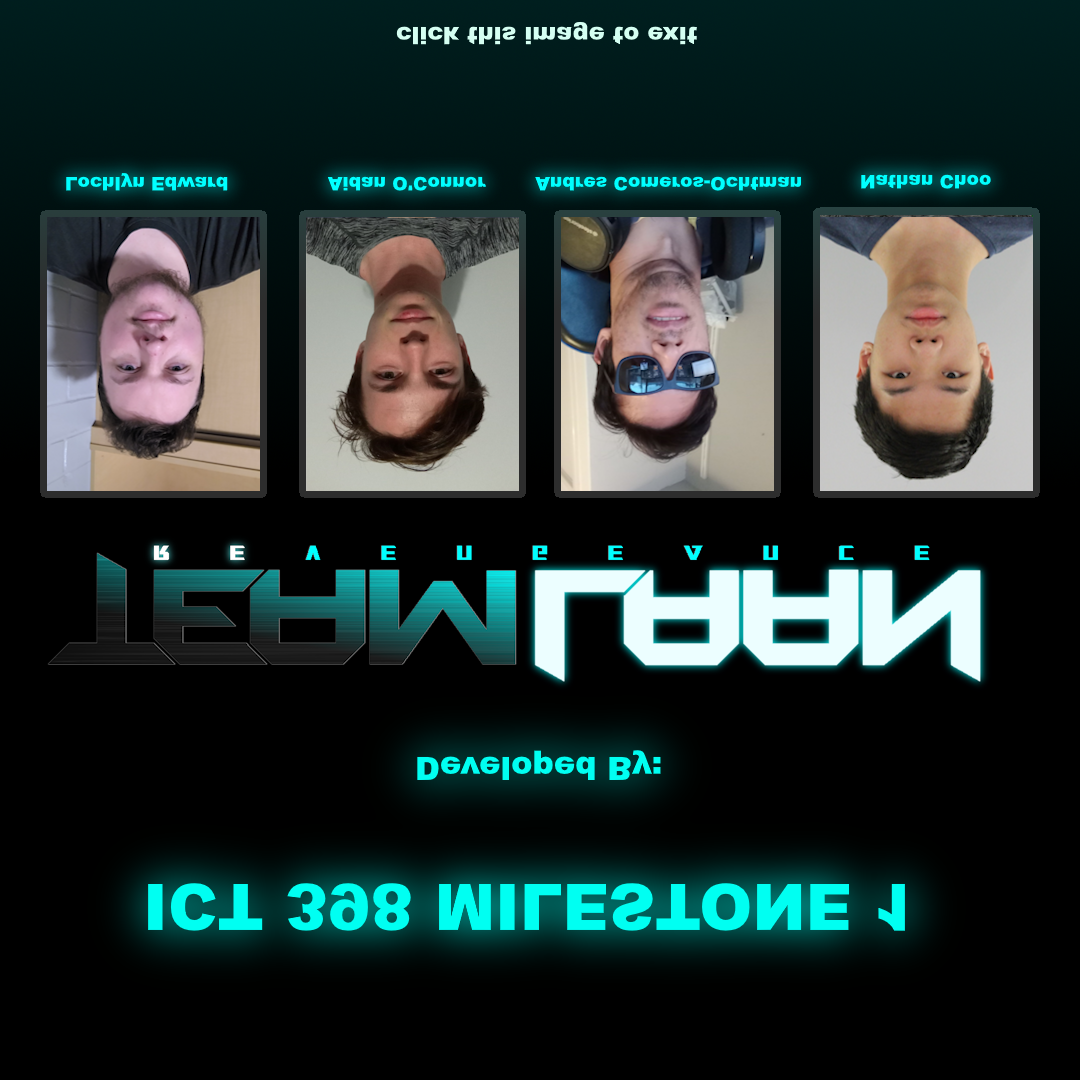 ICT 398 MILESTONE 1
Developed By:
TEAM LAAN
REVENGEANCE
Lochlyn Edward Aidan O'Connor Andres Comeros-Ochtman Nathan Choo
click this image to exit